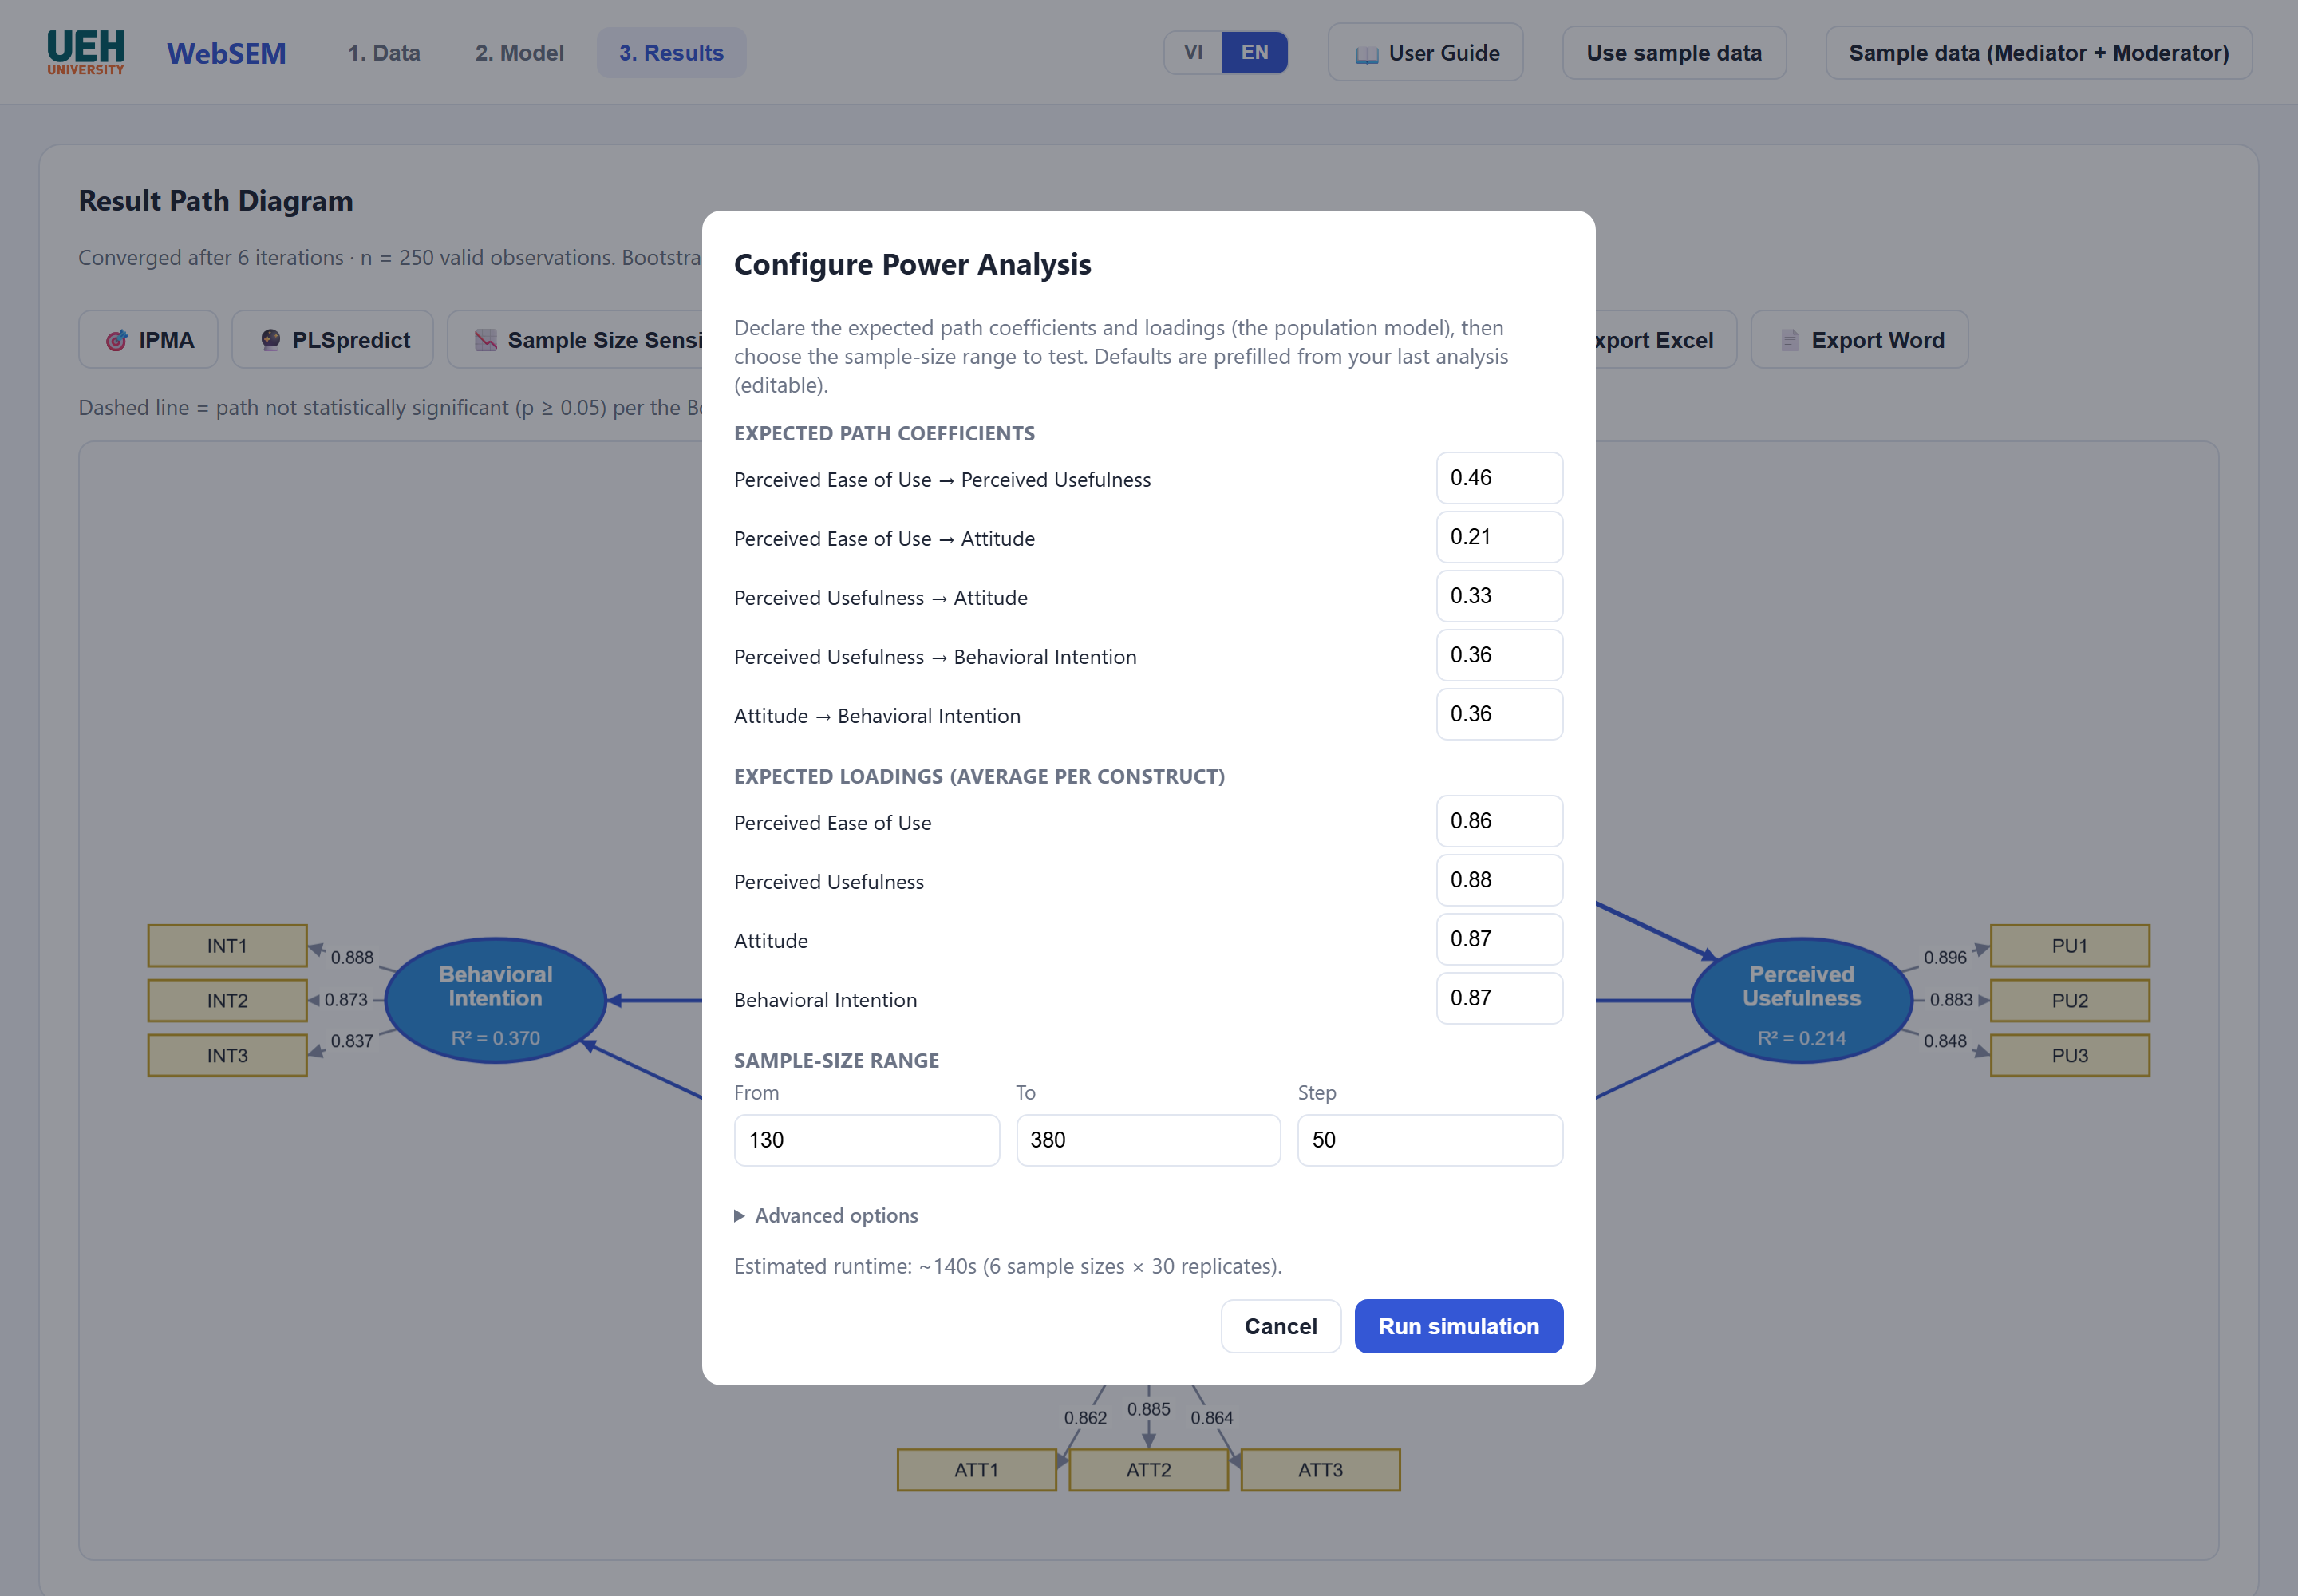 UEH
UNIVERSITY
WebSEM
1. Data
2. Model
3. Results
VI
EN
User Guide
Use sample data
Sample data (Mediator + Moderator)
Result Path Diagram
Converged after 6 iterations · n = 250 valid observations. Bootstra
IPMA
PLSpredict
Sample Size Sensi
xport Excel
Export Word
Dashed line = path not statistically significant (p ≥ 0.05) per the Bo
Configure Power Analysis
Declare the expected path coefficients and loadings (the population model), then
choose the sample-size range to test. Defaults are prefilled from your last analysis
(editable).
EXPECTED PATH COEFFICIENTS
Perceived Ease of Use → Perceived Usefulness
0.46
Perceived Ease of Use → Attitude
0.21
Perceived Usefulness → Attitude
0.33
Perceived Usefulness → Behavioral Intention
0.36
Attitude → Behavioral Intention
0.36
EXPECTED LOADINGS (AVERAGE PER CONSTRUCT)
Perceived Ease of Use
0.86
Perceived Usefulness
0.88
Attitude
0.87
Behavioral Intention
0.87
SAMPLE-SIZE RANGE
From
To
Step
130
380
50
Advanced options
Estimated runtime: ~140s (6 sample sizes × 30 replicates).
Cancel
Run simulation
INT1
INT2
INT3
0.888
0.873
0.837
Behavioral
Intention
R² = 0.370
Perceived
Usefulness
R² = 0.214
0.896
0.883
0.848
PU1
PU2
PU3
0.862
0.885
0.864
ATT1
ATT2
ATT3